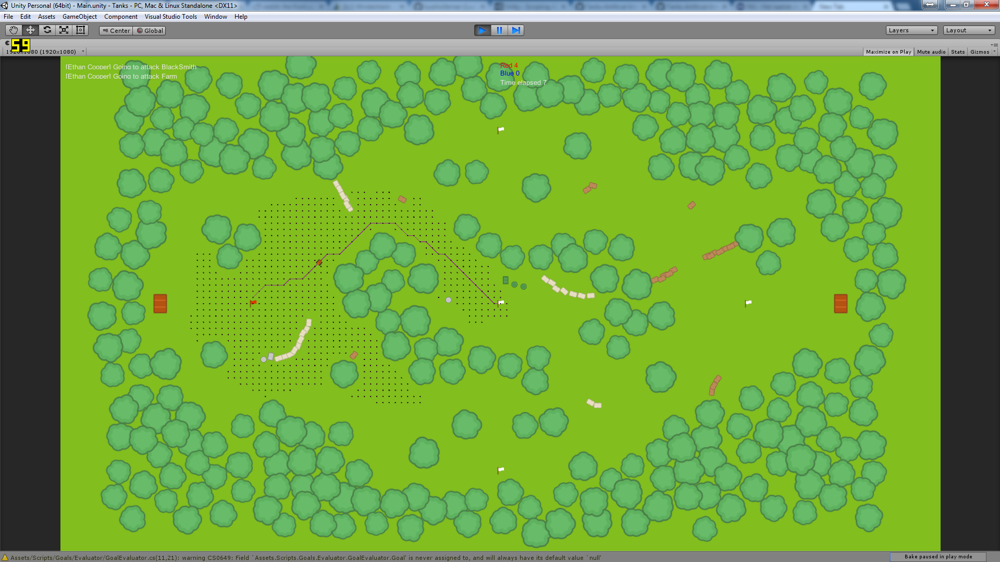 Unity Personal (64bit) - Main.unity - Tanks - PC, Mac & Linux Standalone <DX11>
File Edit Assets GameObject Component Visual Studio Tools Window Help
Center Global Layers Layout
59
1920x1080 (1920x1080) Maximize on Play Mute audio Stats Gizmos
[Ethan Cooper] Going to attack BlackSmith
[Ethan Cooper] Going to attack Farm
Red 4
Blue 0
Time elapsed 7
Assets/Scripts/Goals/Evaluator/GoalEvaluator.cs(11,21): warning CS0649: Field `Assets.Scripts.Goals.Evaluator.GoalEvaluator.Goal' is never assigned to, and will always have its default value `null'
Bake paused in play mode